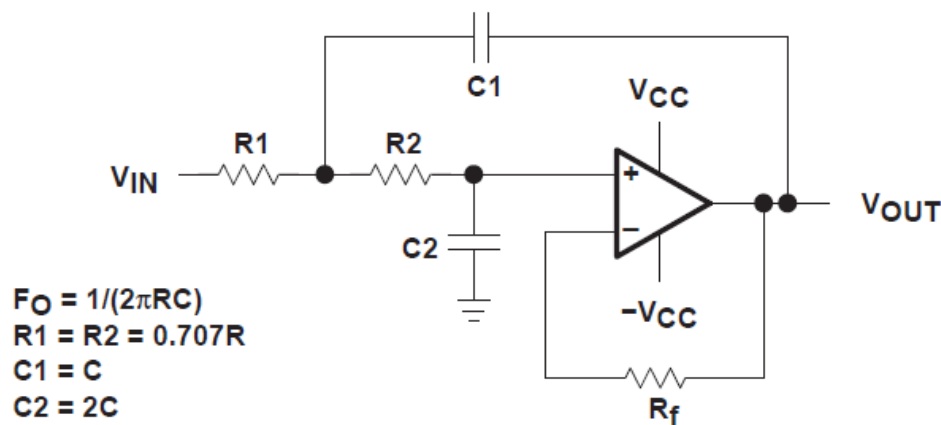 C1
VCC
R1
R2
VIN
+
VOUT
C2
−
−VCC
FO = 1/(2πRC)
R1 = R2 = 0.707R
C1 = C
C2 = 2C
Rf